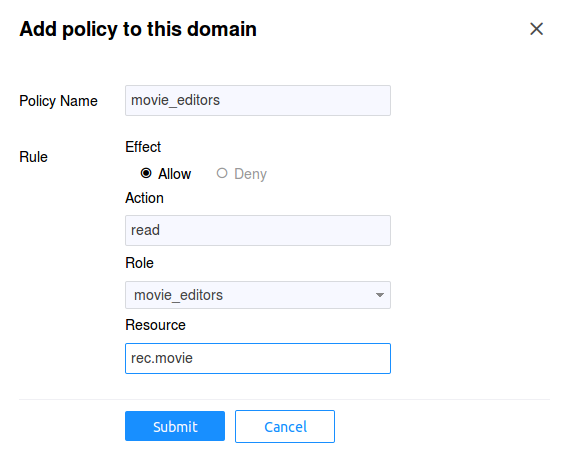 Add policy to this domain
Policy Name
movie_editors
Rule
Effect
Allow
Deny
Action
read
Role
movie_editors
Resource
rec.movie
Submit
Cancel